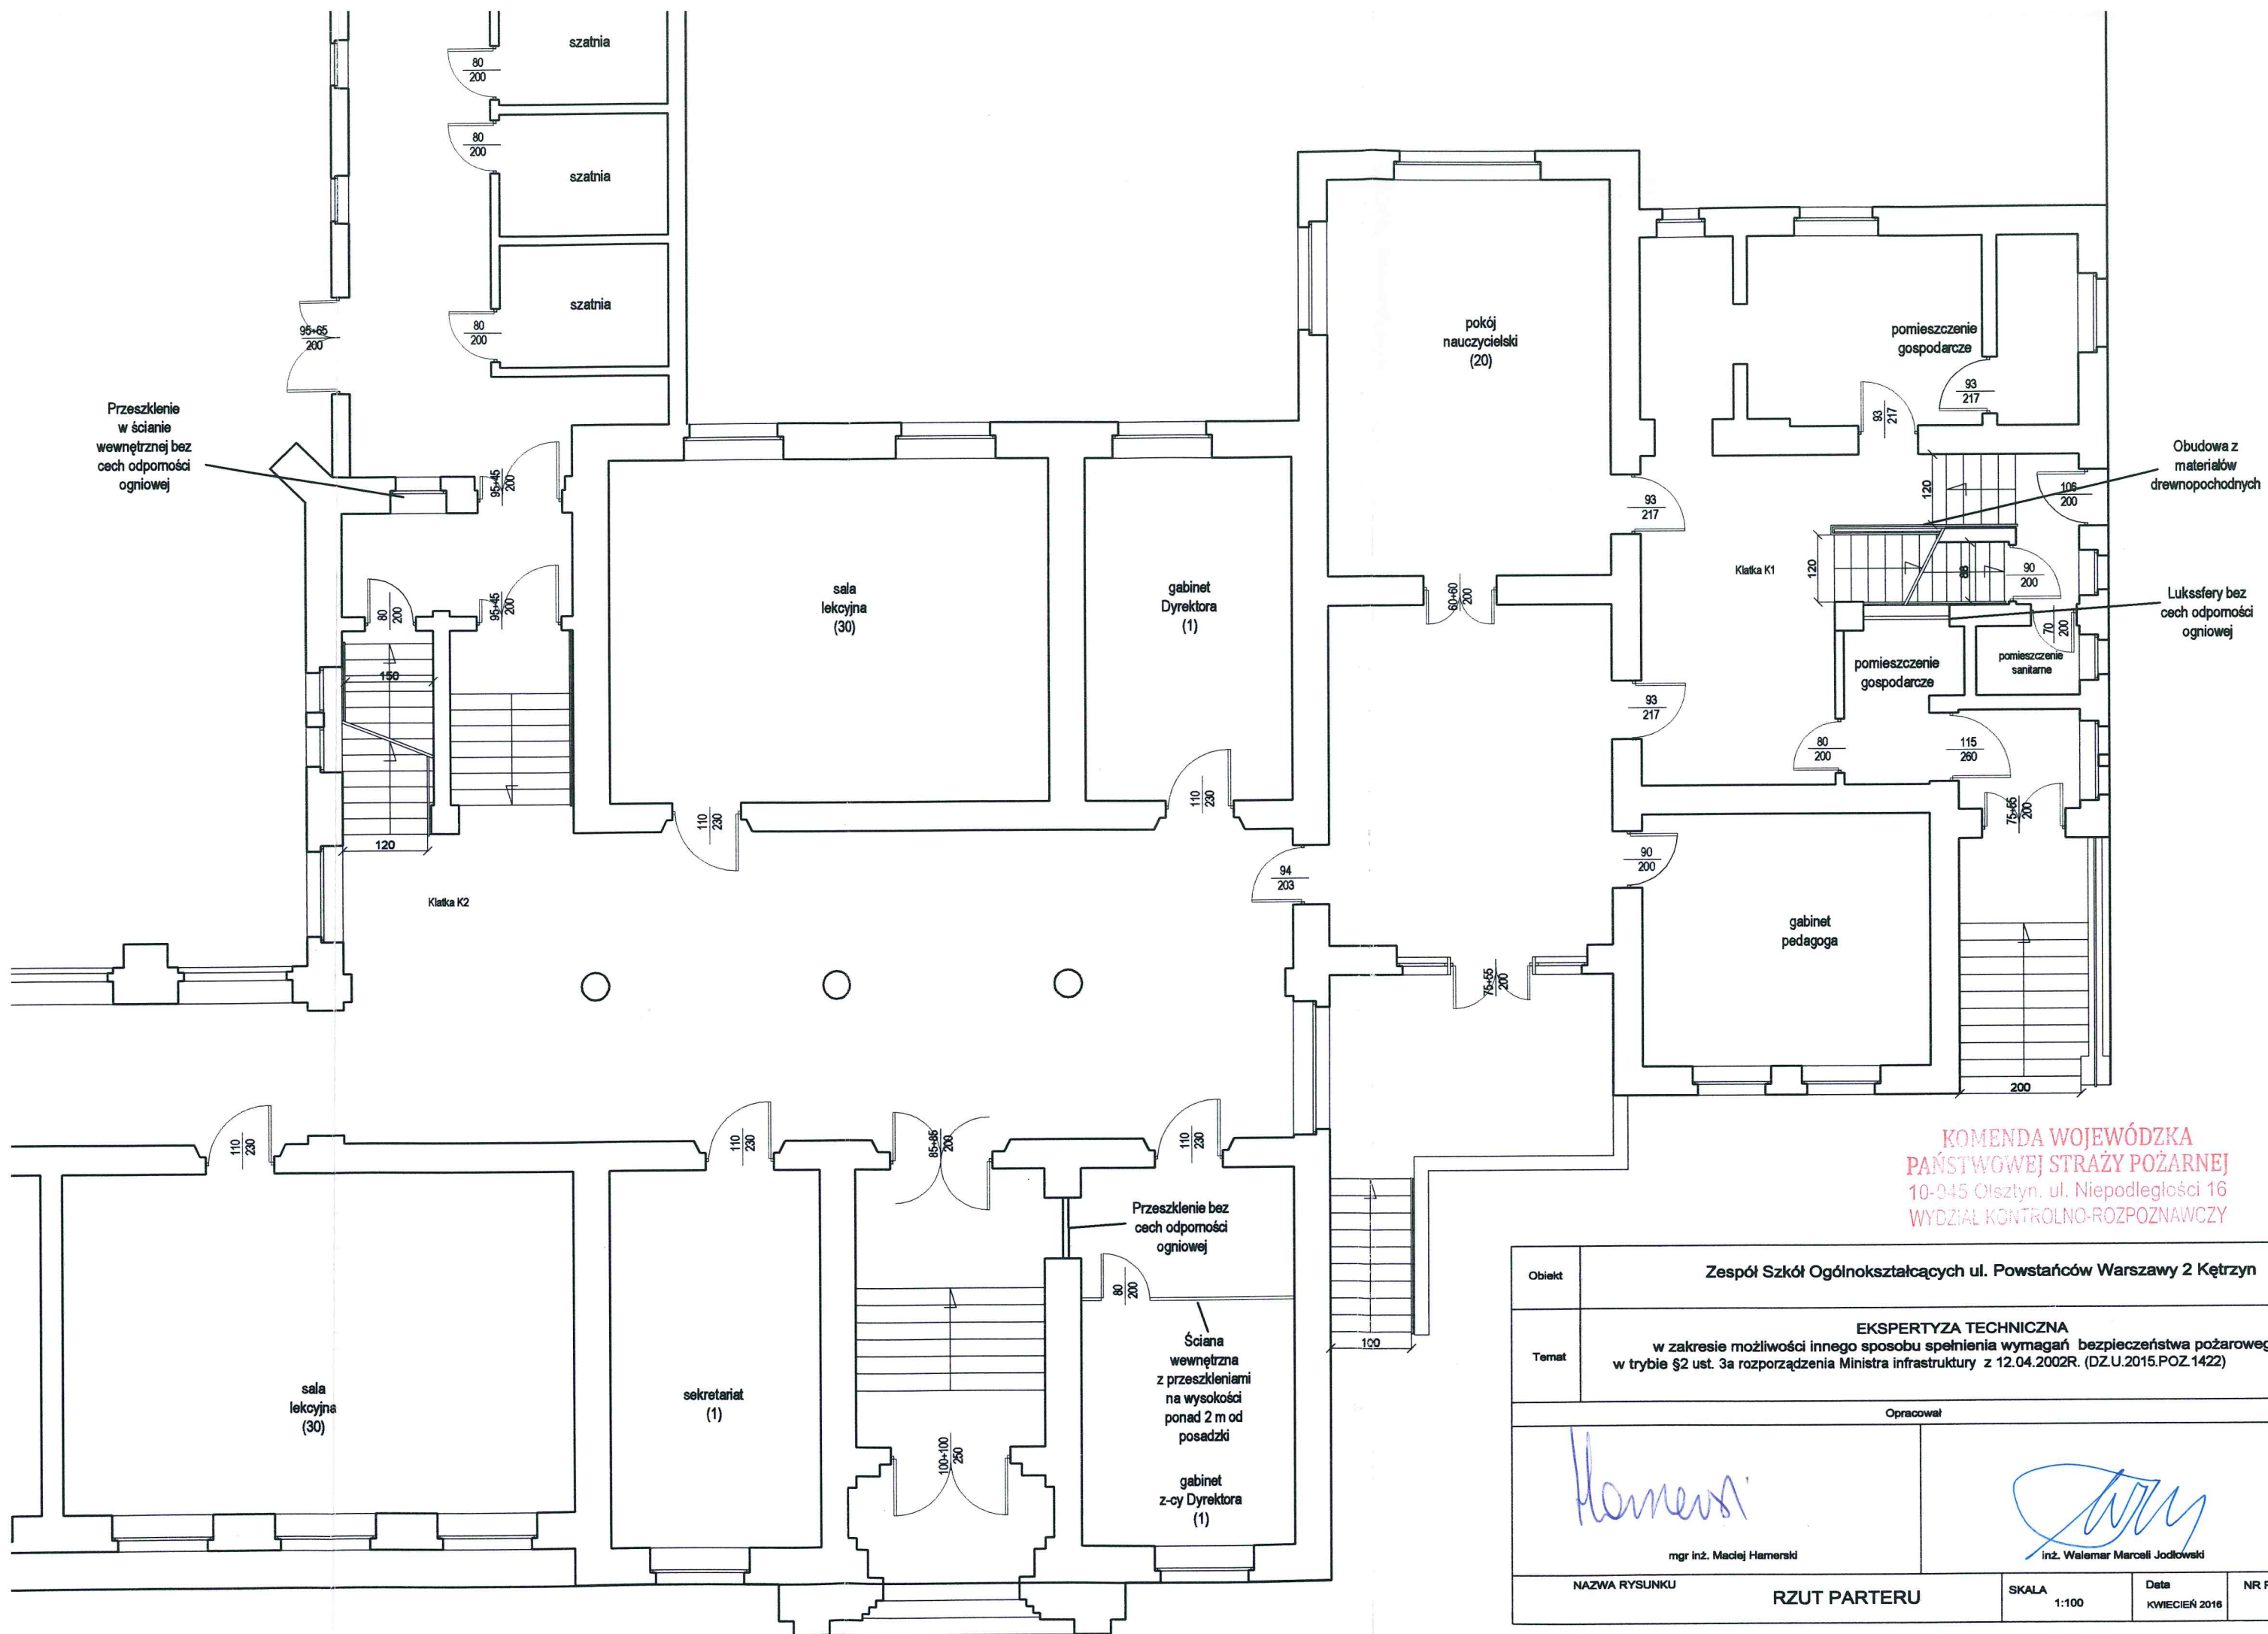 szatnia
80
200
80
200
szatnia
szatnia
80
200
95+65
200
Przeszklenie
w ścianie
wewnętrznej bez
cech odporności
ogniowej
95+45
200
95+45
200
80
200
150
120
Klatka K2
sala
lekcyjna
(30)
gabinet
Dyrektora
(1)
110
230
110
230
pokój
nauczycielski
(20)
60+60
200
93
217
93
217
94
203
90
200
75+55
200
pomieszczenie
gospodarcze
93
217
93
217
120
106
200
Obudowa z
materiałów
drewnopochodnych
Klatka K1
120
88
90
200
Lukssfery bez
cech odporności
ogniowej
70
200
pomieszczenie
sanitarne
pomieszczenie
gospodarcze
80
200
115
260
75+55
200
gabinet
pedagoga
200
110
230
110
230
85+85
200
110
230
Przeszklenie bez
cech odporności
ogniowej
80
200
Ściana
wewnętrzna
z przeszkleniami
na wysokości
ponad 2 m od
posadzki
gabinet
z-cy Dyrektora
(1)
100
sala
lekcyjna
(30)
sekretariat
(1)
100+100
250
KOMENDA WOJEWÓDZKA
PAŃSTWOWEJ STRAŻY POŻARNEJ
10-045 Olsztyn, ul. Niepodległości 16
WYDZIAŁ KONTROLNO-ROZPOZNAWCZY
Obiekt
Zespół Szkół Ogólnokształcących ul. Powstańców Warszawy 2 Kętrzyn
Temat
EKSPERTYZA TECHNICZNA
w zakresie możliwości innego sposobu spełnienia wymagań bezpieczeństwa pożaroweg
w trybie §2 ust. 3a rozporządzenia Ministra infrastruktury z 12.04.2002R. (DZ.U.2015.POZ.1422)
Opracował
Hamerski
mgr inż. Maciej Hamerski
inż. Walemar Marceli Jodłowski
NAZWA RYSUNKU
RZUT PARTERU
SKALA
1:100
Data
KWIECIEŃ 2016
NR R